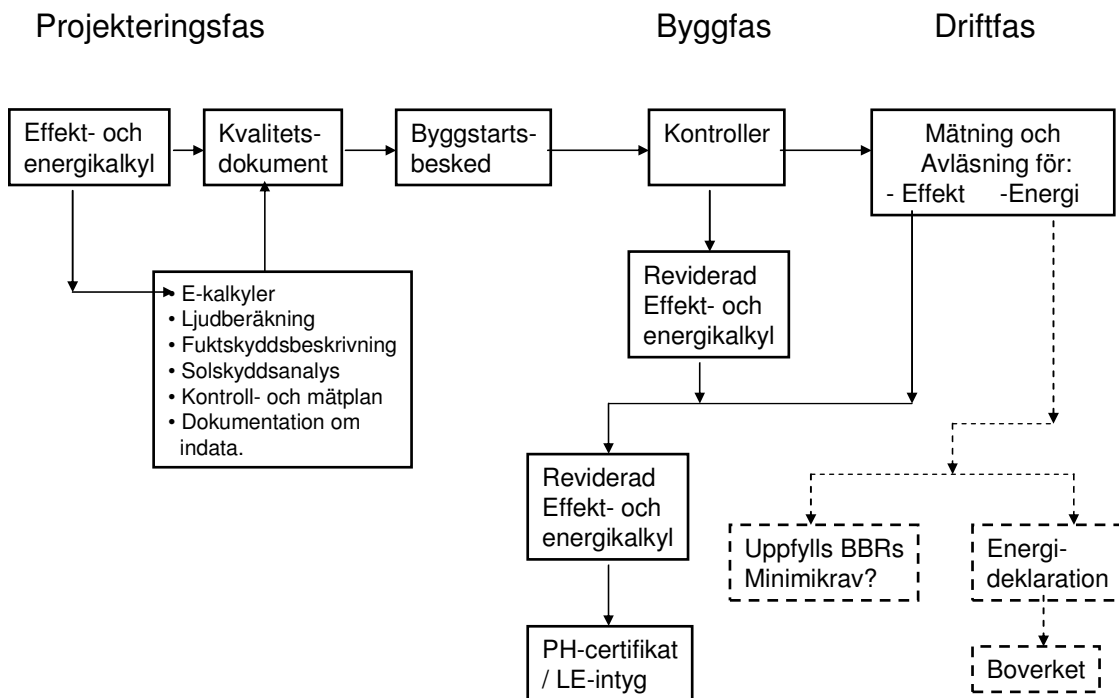 Projekteringsfas
Byggfas
Driftfas
Effekt- och
energikalkyl
Kvalitets-
dokument
Byggstarts-
besked
Kontroller
Mätning och
Avläsning för:
- Effekt -Energi
• E-kalkyler
• Ljudberäkning
• Fuktskyddsbeskrivning
• Solskyddsanalys
• Kontroll- och mätplan
• Dokumentation om
indata.
Reviderad
Effekt- och
energikalkyl
Reviderad
Effekt- och
energikalkyl
Uppfylls BBRs
Minimikrav?
Energi-
deklaration
PH-certifikat
/ LE-intyg
Boverket